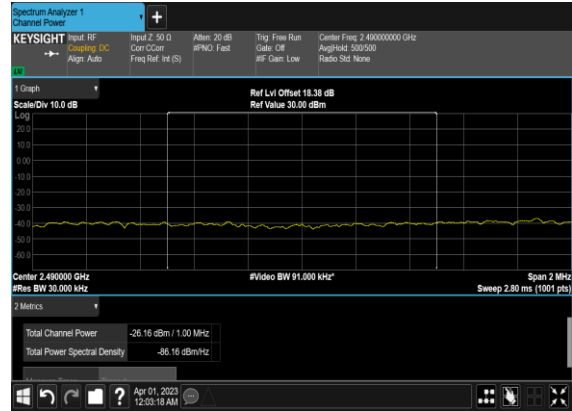 Spectrum Analyzer 1
Channel Power
KEYSIGHT Input: RF Input Z: 50 Ω Atten: 20 dB Trig: Free Run Center Freq: 2.490000000 GHz
Coupling: DC Corr CCorr #PNO: Fast Gate: Off Avg|Hold: 500/500
Align: Auto Freq Ref: Int (S) #IF Gain: Low Radio Std: None
1 Graph
Ref Lvl Offset 18.38 dB
Scale/Div 10.0 dB Ref Value 30.00 dBm
Log
20.0
10.0
0.00
-10.0
-20.0
-30.0
-40.0
-50.0
-60.0
Center 2.490000 GHz #Video BW 91.000 kHz* Span 2 MHz
#Res BW 30.000 kHz Sweep 2.80 ms (1001 pts)
2 Metrics
Total Channel Power -26.16 dBm / 1.00 MHz
Total Power Spectral Density -86.16 dBm/Hz
Apr 01, 2023
12:03:18 AM